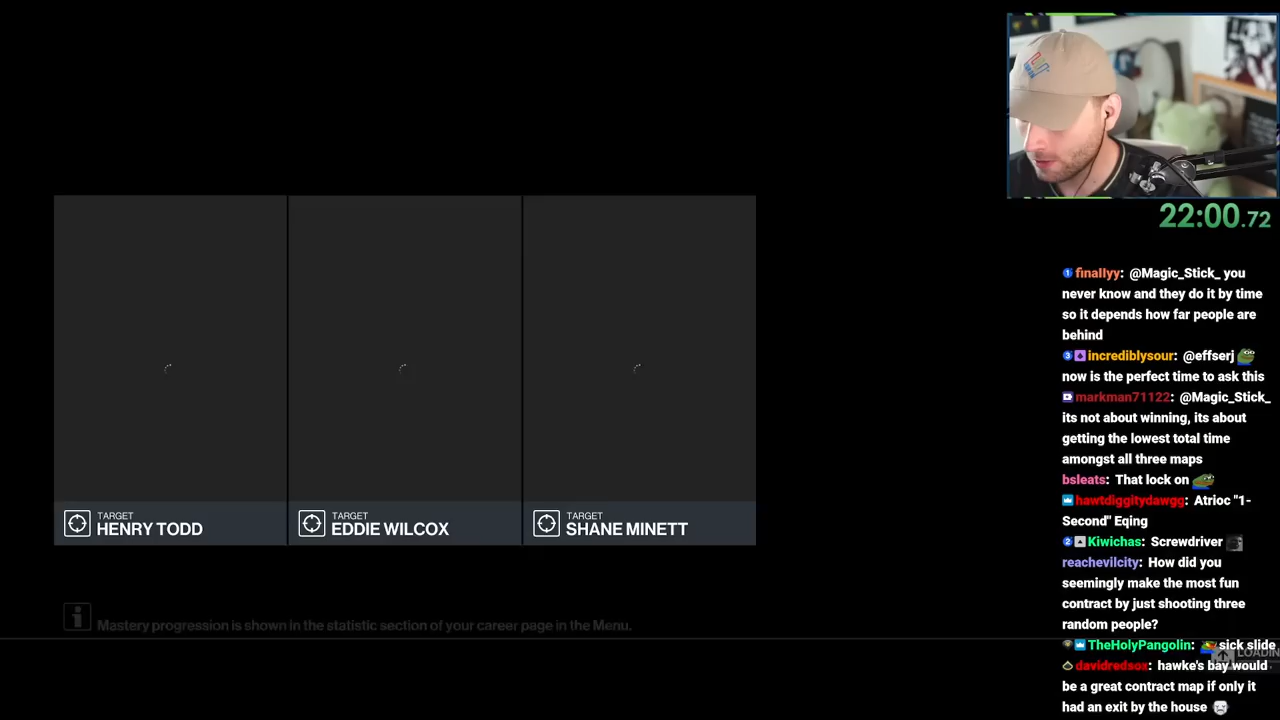 22:00.72
TARGET
HENRY TODD
TARGET
EDDIE WILCOX
TARGET
SHANE MINETT
Mastery progression is shown in the statistic section of your career page in the Menu.
finallyy: @Magic_Stick_ you
never know and they do it by time
so it depends how far people are
behind
incrediblysour: @effserj
now is the perfect time to ask this
markman71122: @Magic_Stick_
its not about winning, its about
getting the lowest total time
amongst all three maps
bsleats: That lock on
hawtdiggitydawgg: Atrioc "1-
Second" Eqing
Kiwichas: Screwdriver
reachevilcity: How did you
seemingly make the most fun
contract by just shooting three
random people?
TheHolyPangolin: sick slide
davidredsox: hawke's bay would
be a great contract map if only it
had an exit by the house